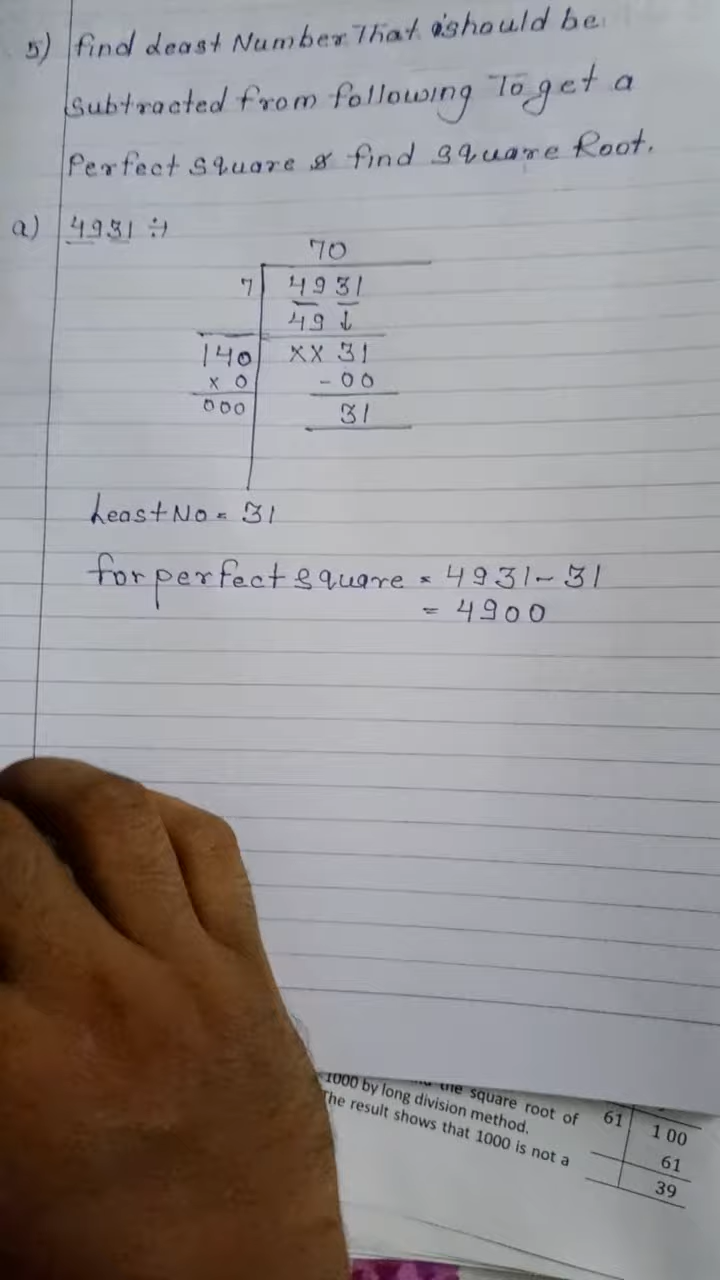 5) find least Number That should be
Subtracted from following To get a
Perfect Square & find Square Root.
a) 4931 ÷
70
7 4931
49 ↓
140 xx 31
x 0 -00
000 31
Least No = 31
for perfect square = 4931-31
= 4900
the square root of
1000 by long division method.
The result shows that 1000 is not a
61 1 00
61
39